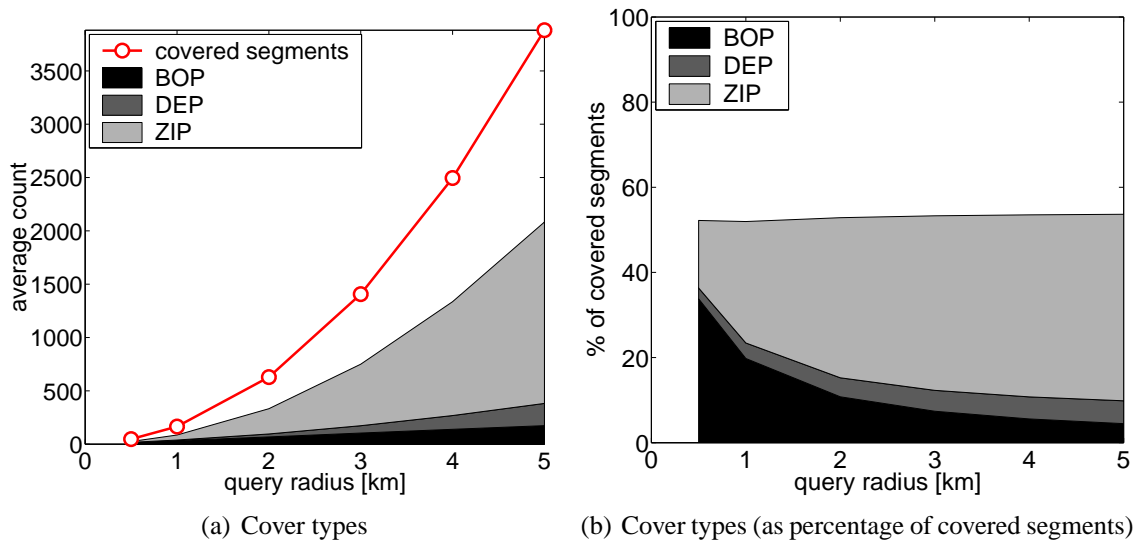 covered segments
BOP
DEP
ZIP
average count
3500
3000
2500
2000
1500
1000
500
0
0 1 2 3 4 5
query radius [km]
(a) Cover types
BOP
DEP
ZIP
% of covered segments
100
80
60
40
20
0
0 1 2 3 4 5
query radius [km]
(b) Cover types (as percentage of covered segments)